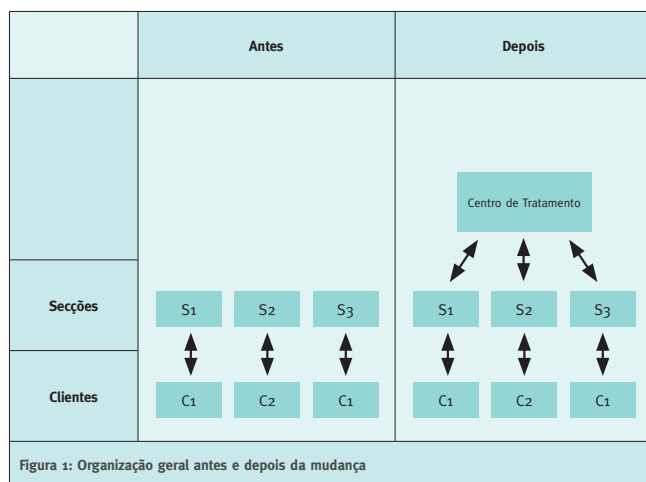 Antes
Depois
Centro de Tratamento
Secções
S1
S2
S3
S1
S2
S3
Clientes
C1
C2
C1
C1
C2
C1
Figura 1: Organização geral antes e depois da mudança